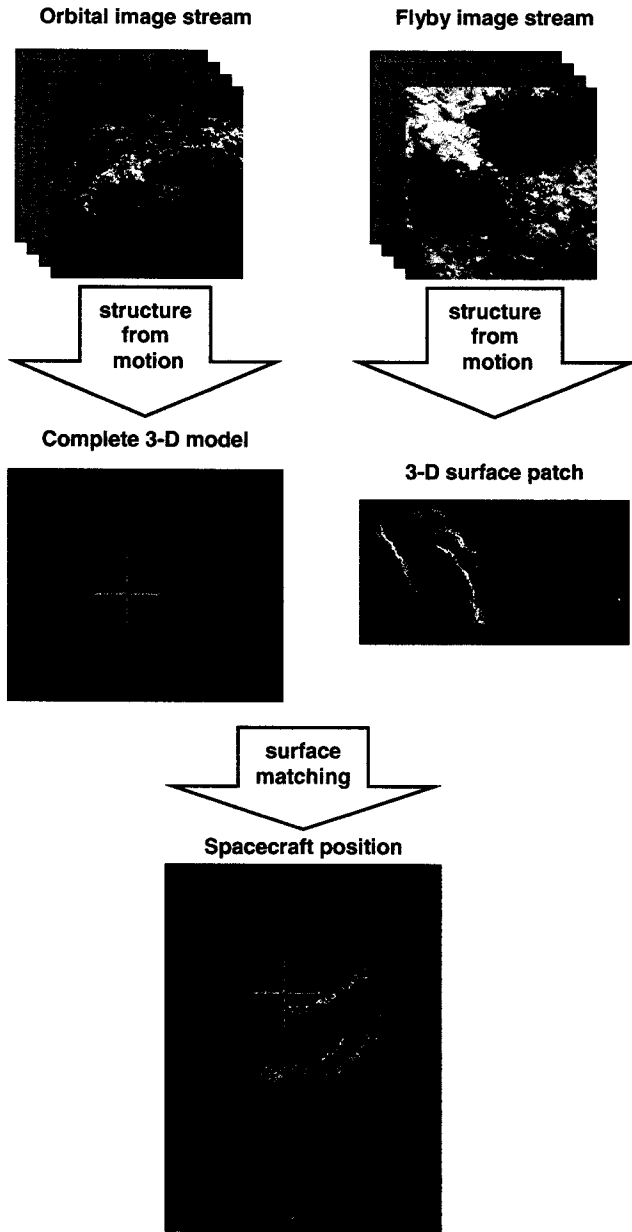 Orbital image stream
Flyby image stream
structure
from
motion
structure
from
motion
Complete 3-D model
3-D surface patch
surface
matching
Spacecraft position